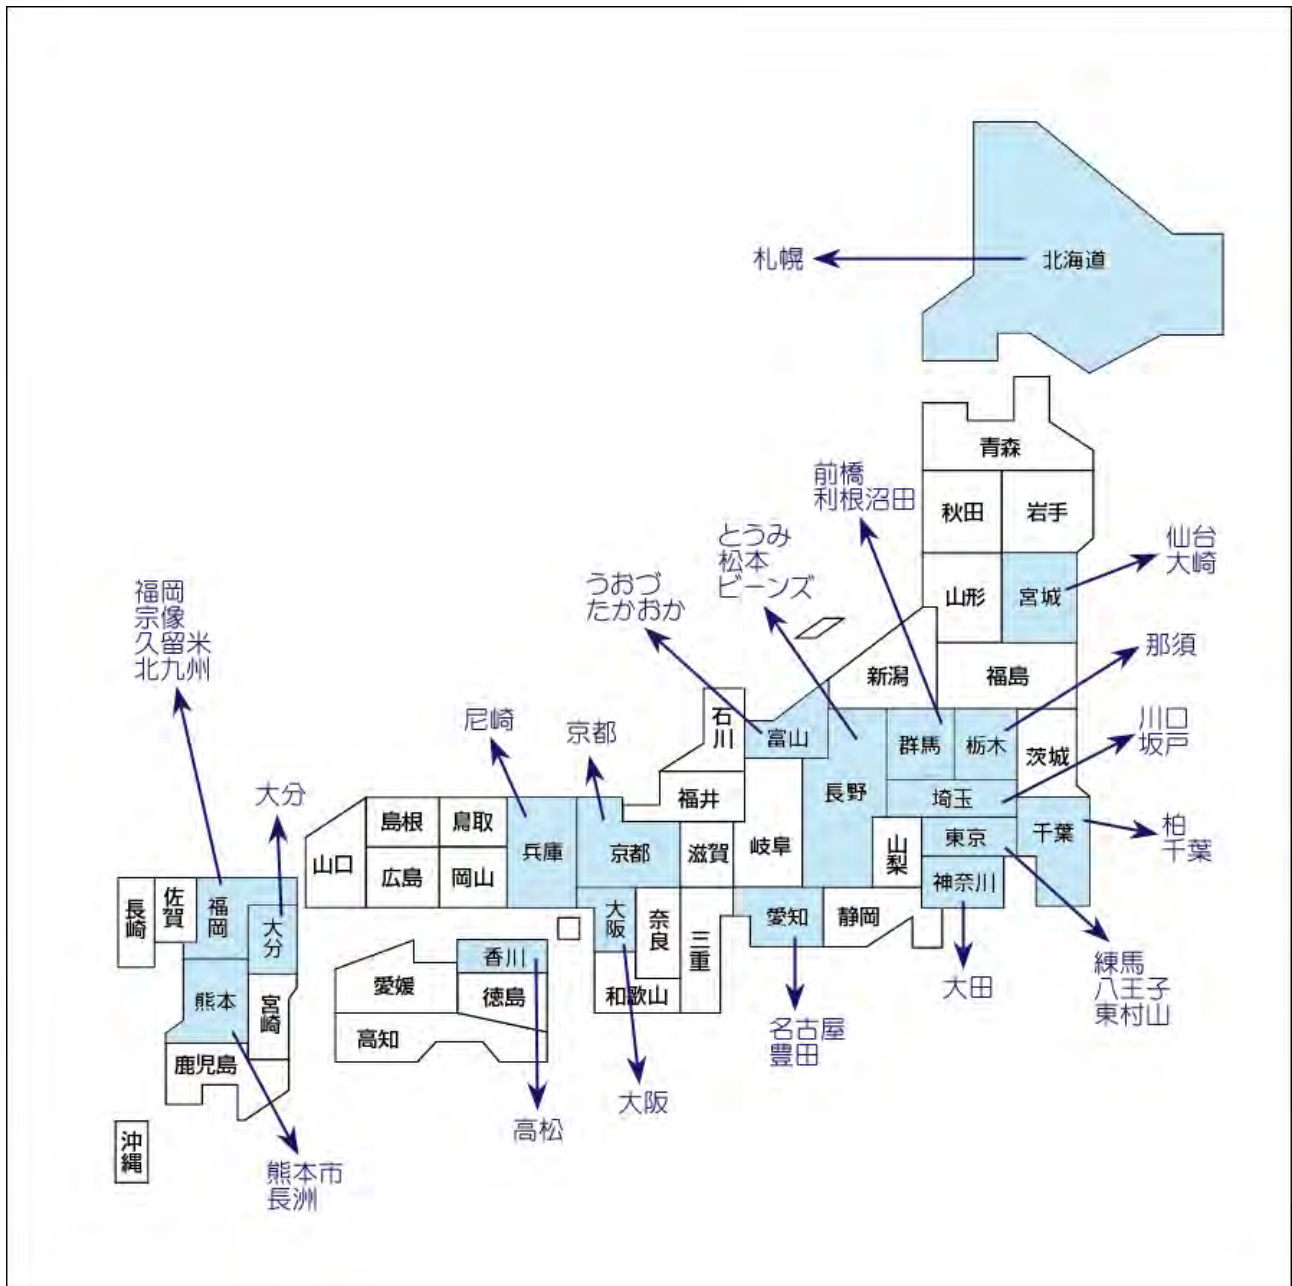 札幌
北海道
青森
前橋
利根沼田
秋田
岩手
とうみ
松本
ビーンズ
仙台
大崎
うおづ
たかおか
山形
宮城
福岡
宗像
久留米
北九州
那須
新潟
福島
尼崎
京都
石川
富山
群馬
栃木
茨城
川口
坂戸
大分
福井
長野
埼玉
島根
鳥取
兵庫
京都
滋賀
岐阜
山梨
東京
千葉
柏
千葉
山口
広島
岡山
神奈川
長崎
佐賀
福岡
大分
大阪
奈良
三重
愛知
静岡
香川
愛媛
徳島
和歌山
大田
練馬
八王子
東村山
熊本
宮崎
高知
名古屋
豊田
鹿児島
大阪
高松
沖縄
熊本市
長洲